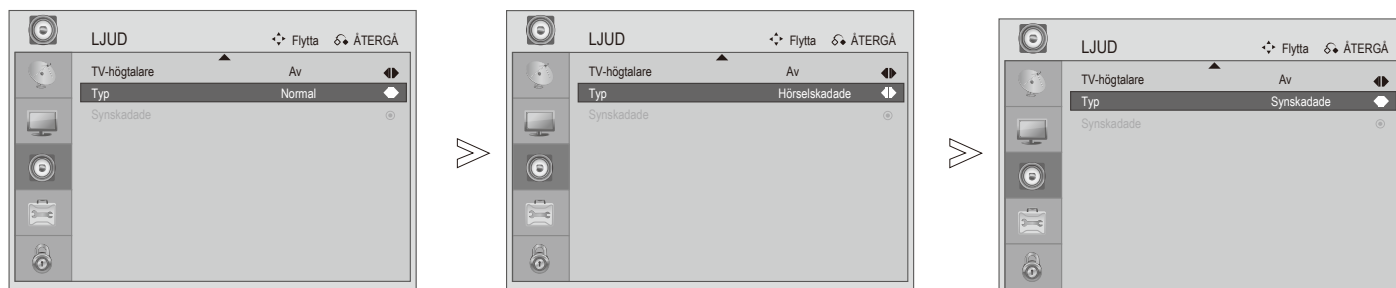 LJUD Flytta ÅTERGÅ
TV-högtalare Av
Typ Normal
Synskadade
LJUD Flytta ÅTERGÅ
TV-högtalare Av
Typ Hörselskadade
Synskadade
LJUD Flytta ÅTERGÅ
TV-högtalare Av
Typ Synskadade
Synskadade